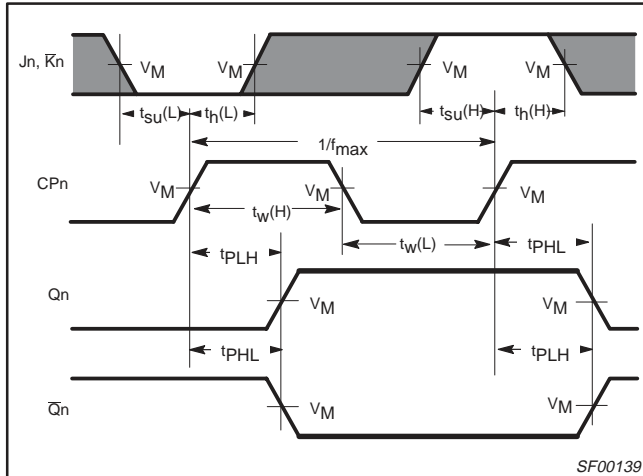 Jn, K̅n
VM VM VM VM
tsu(L) th(L) tsu(H) th(H)
1/fmax
CPn
VM VM VM
tw(H)
tw(L)
tPLH tPHL
Qn
VM VM
tPHL tPLH
Q̅n
VM VM
SF00139